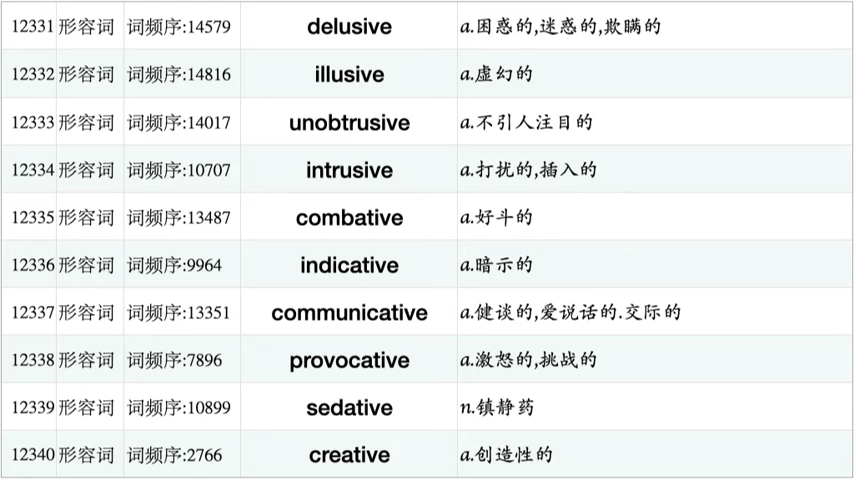 12331 形容词 词频序:14579 delusive a.困惑的,迷惑的,欺瞒的
12332 形容词 词频序:14816 illusive a.虚幻的
12333 形容词 词频序:14017 unobtrusive a.不引人注目的
12334 形容词 词频序:10707 intrusive a.打扰的,插入的
12335 形容词 词频序:13487 combative a.好斗的
12336 形容词 词频序:9964 indicative a.暗示的
12337 形容词 词频序:13351 communicative a.健谈的,爱说话的.交际的
12338 形容词 词频序:7896 provocative a.激怒的,挑战的
12339 形容词 词频序:10899 sedative n.镇静药
12340 形容词 词频序:2766 creative a.创造性的